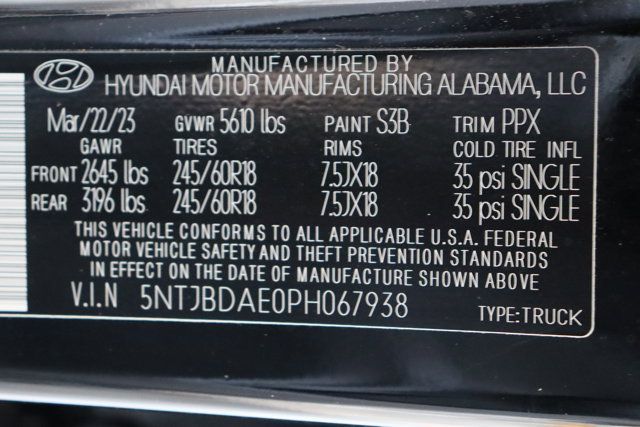 MANUFACTURED BY
HYUNDAI MOTOR MANUFACTURING ALABAMA, LLC
Mar/22/23 GVWR 5610 lbs PAINT S3B TRIM PPX
GAWR TIRES RIMS COLD TIRE INFL
FRONT 2645 lbs 245/60R18 7.5JX18 35 psi SINGLE
REAR 3196 lbs 245/60R18 7.5JX18 35 psi SINGLE
THIS VEHICLE CONFORMS TO ALL APPLICABLE U.S.A. FEDERAL
MOTOR VEHICLE SAFETY AND THEFT PREVENTION STANDARDS
IN EFFECT ON THE DATE OF MANUFACTURE SHOWN ABOVE
V.I.N 5NTJBDAE0PH067938 TYPE:TRUCK